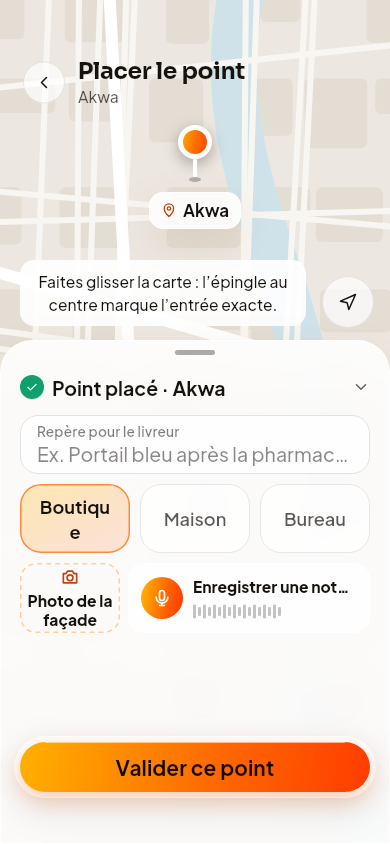 Placer le point
Akwa
Akwa
Faites glisser la carte : l’épingle au
centre marque l’entrée exacte.
Point placé · Akwa
Repère pour le livreur
Ex. Portail bleu après la pharmac…
Boutiqu
e
Maison
Bureau
Photo de la
façade
Enregistrer une not…
Valider ce point